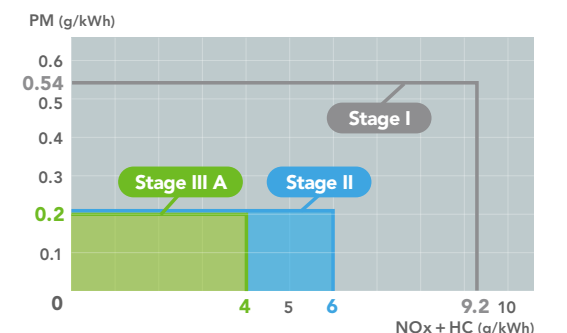 PM (g/kWh)
0.6
0.54
0.5
Stage I
0.4
0.3
Stage III A
Stage II
0.2
0.1
0
4
5
6
9.2
10
NOx + HC (g/kWh)